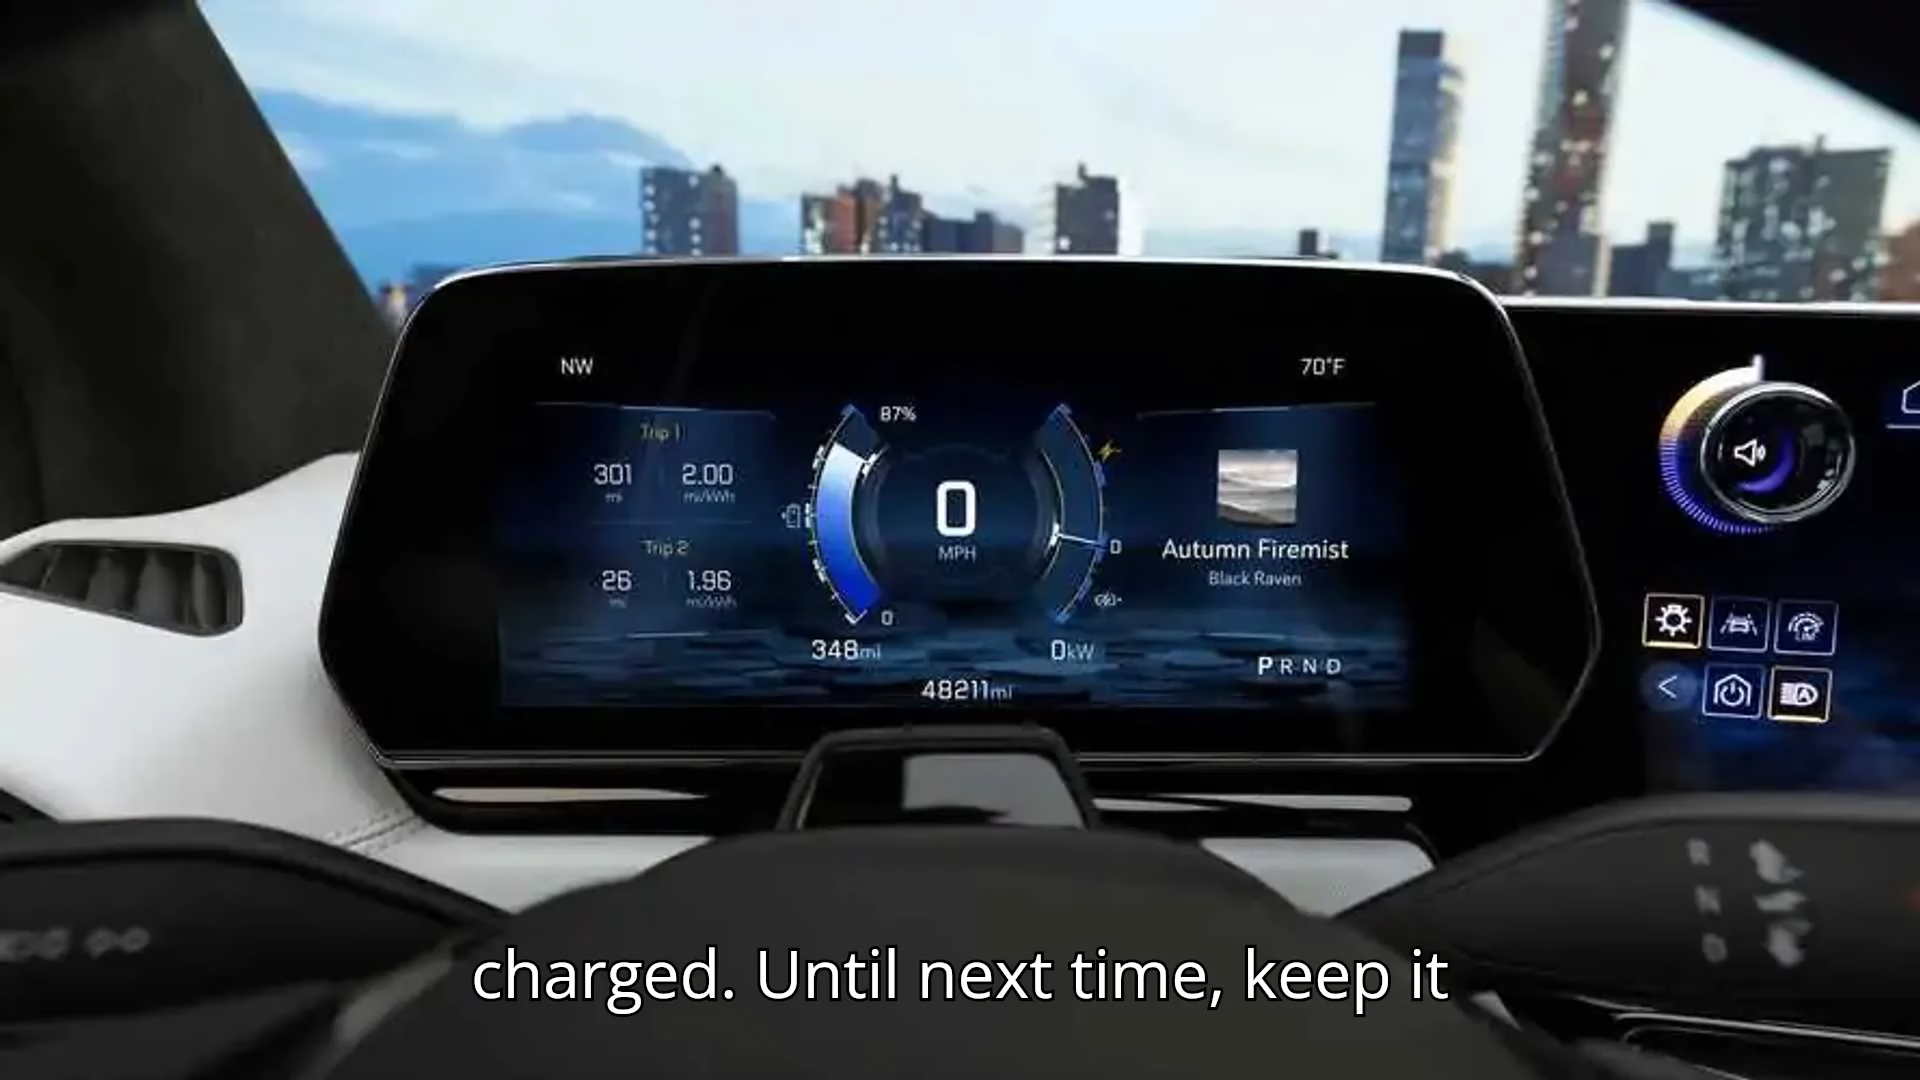 NW
70°F
Trip 1
301 mi
2.00 mi/kWh
Trip 2
26 mi
1.96 mi/kWh
87%
0
348mi
0
MPH
0
0kW
48211mi
Autumn Firemist
Black Raven
P R N D
R
N
D
charged. Until next time, keep it